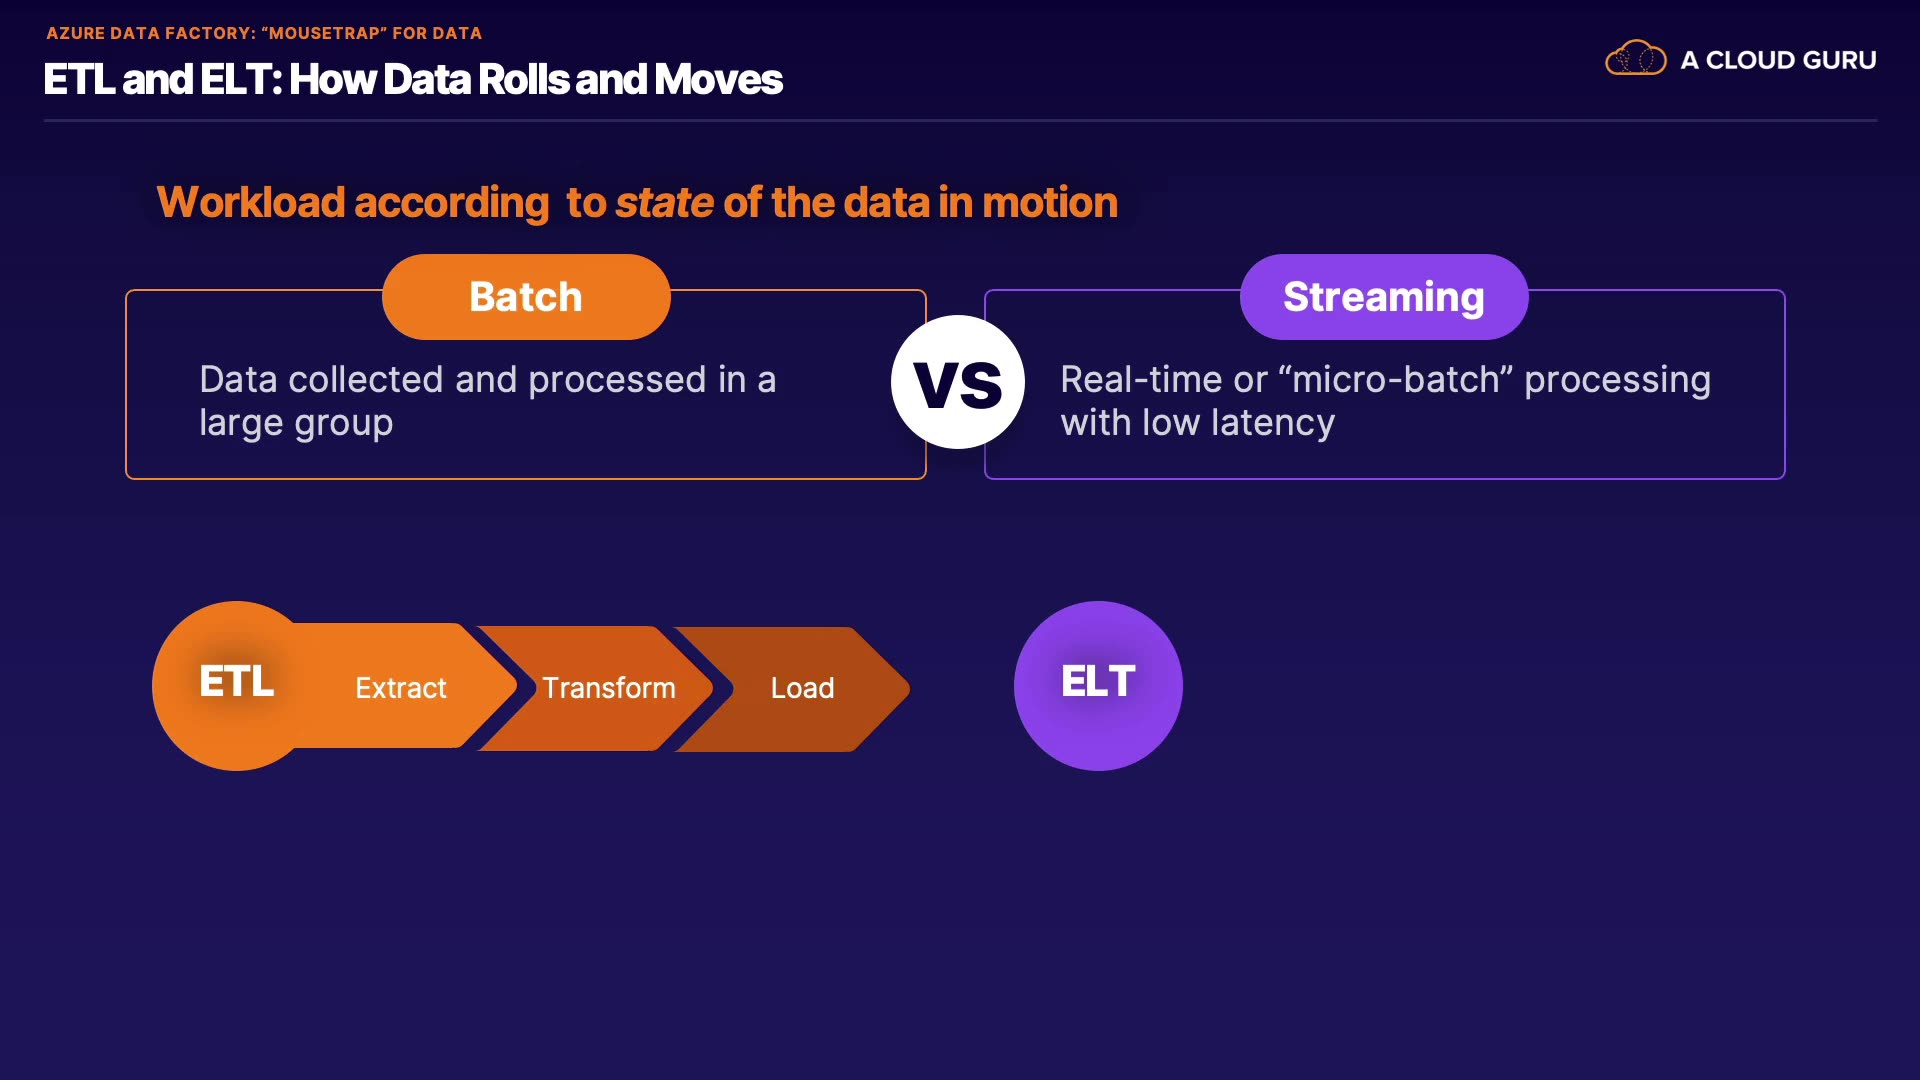 AZURE DATA FACTORY: “MOUSETRAP” FOR DATA
ETL and ELT: How Data Rolls and Moves
A CLOUD GURU
Workload according to state of the data in motion
Batch
Data collected and processed in a
large group
VS
Streaming
Real-time or “micro-batch” processing
with low latency
ETL
Extract
Transform
Load
ELT